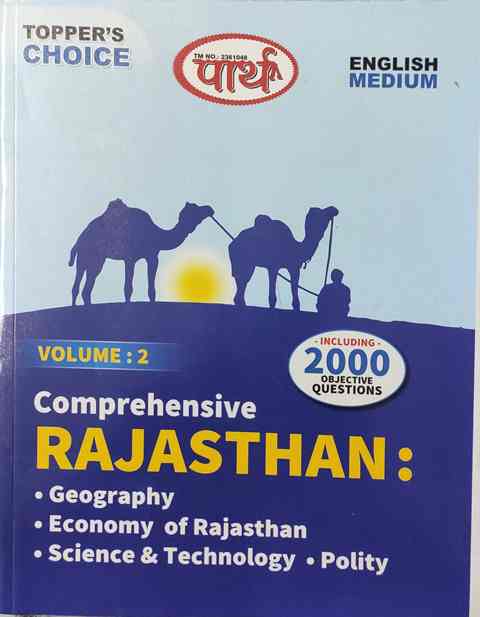 TOPPER'S
CHOICE
TM NO.: 2361048
पार्थ
ENGLISH
MEDIUM
VOLUME : 2
- INCLUDING -
2000
OBJECTIVE
QUESTIONS
Comprehensive
RAJASTHAN :
• Geography
• Economy of Rajasthan
• Science & Technology • Polity